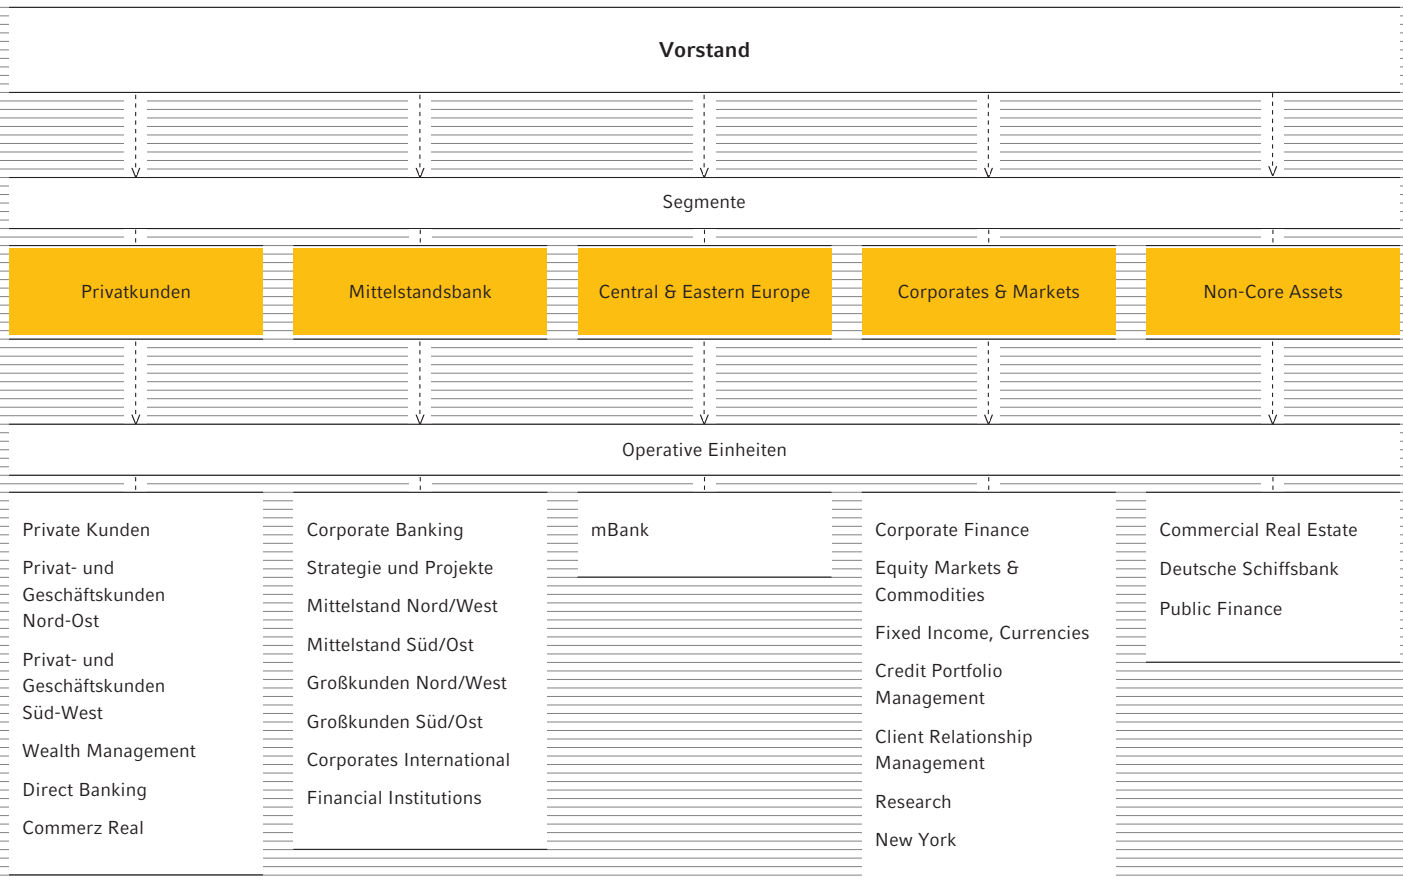 Vorstand
Segmente
Privatkunden
Mittelstandsbank
Central & Eastern Europe
Corporates & Markets
Non-Core Assets
Operative Einheiten
Private Kunden
Privat- und
Geschäftskunden
Nord-Ost
Privat- und
Geschäftskunden
Süd-West
Wealth Management
Direct Banking
Commerz Real
Corporate Banking
Strategie und Projekte
Mittelstand Nord/West
Mittelstand Süd/Ost
Großkunden Nord/West
Großkunden Süd/Ost
Corporates International
Financial Institutions
mBank
Corporate Finance
Equity Markets &
Commodities
Fixed Income, Currencies
Credit Portfolio
Management
Client Relationship
Management
Research
New York
Commercial Real Estate
Deutsche Schiffsbank
Public Finance